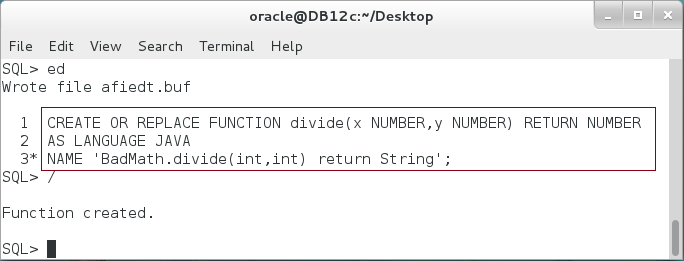 oracle@DB12c:~/Desktop
File Edit View Search Terminal Help
SQL> ed
Wrote file afiedt.buf
1 CREATE OR REPLACE FUNCTION divide(x NUMBER,y NUMBER) RETURN NUMBER
2 AS LANGUAGE JAVA
3* NAME 'BadMath.divide(int,int) return String';
SQL> /
Function created.
SQL>